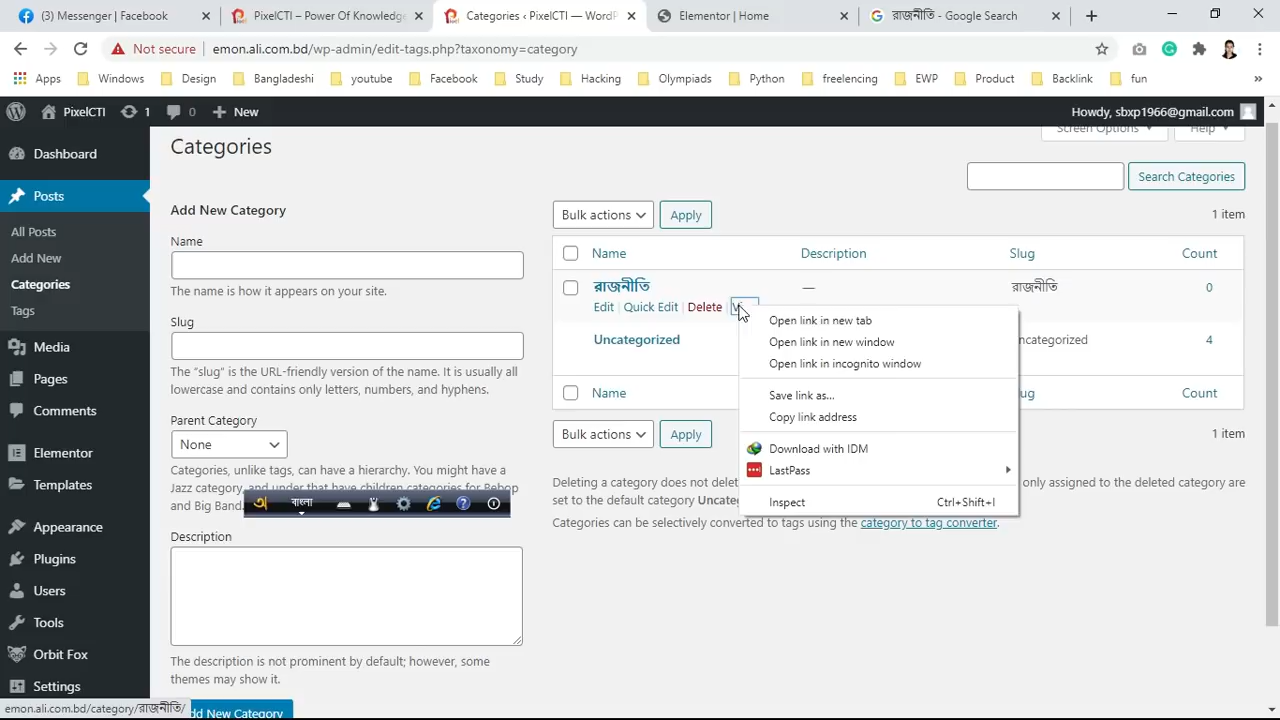 (3) Messenger | Facebook
PixelCTI – Power Of Knowledge
Categories ‹ PixelCTI — WordP
Elementor | Home
রাজনীতি - Google Search
Not secure
emon.ali.com.bd/wp-admin/edit-tags.php?taxonomy=category
Apps
Windows
Design
Bangladeshi
youtube
Facebook
Study
Hacking
Olympiads
Python
freelencing
EWP
Product
Backlink
fun
PixelCTI
1
0
New
Howdy, sbxp1966@gmail.com
Dashboard
Posts
All Posts
Add New
Categories
Tags
Media
Pages
Comments
Elementor
Templates
Appearance
Plugins
Users
Tools
Orbit Fox
Settings
emon.ali.com.bd/category/রাজনীতি/
Screen Options
Help
Categories
Search Categories
Add New Category
Name
The name is how it appears on your site.
Slug
The "slug" is the URL-friendly version of the name. It is usually all
lowercase and contains only letters, numbers, and hyphens.
Parent Category
None
Categories, unlike tags, can have a hierarchy. You might have a
Jazz category, and under that have children categories for Bebop
and Big Band.
বাংলা
Description
The description is not prominent by default; however, some
themes may show it.
dd New Category
Bulk actions
Apply
1 item
Name
Description
Slug
Count
রাজনীতি
—
রাজনীতি
0
Edit | Quick Edit | Delete |
Uncategorized
ncategorized
4
Name
Count
Bulk actions
Apply
1 item
Deleting a category does not delet
only assigned to the deleted category are
set to the default category Uncate
Categories can be selectively converted to tags using the category to tag converter.
Open link in new tab
Open link in new window
Open link in incognito window
Save link as...
Copy link address
Download with IDM
LastPass
Inspect
Ctrl+Shift+I